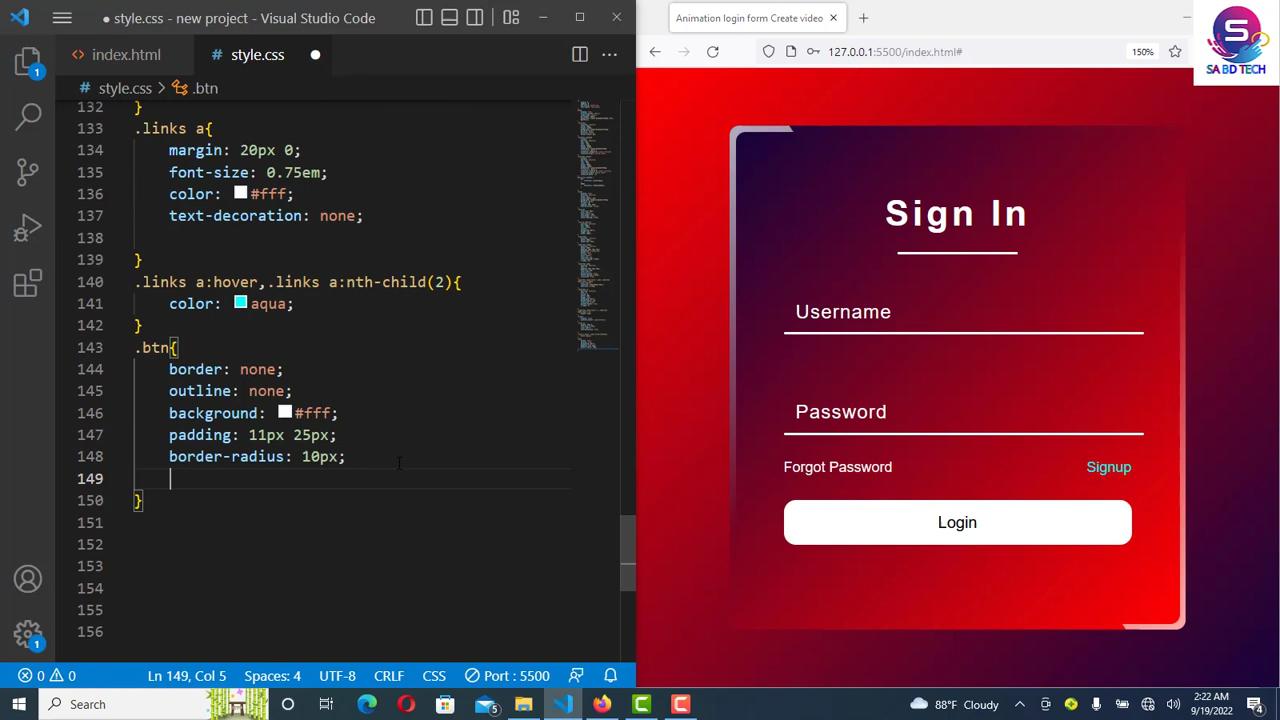 style.css - new project - Visual Studio Code
index.html
style.css
style.css > .btn
132 }
133 .links a{
134 margin: 20px 0;
135 font-size: 0.75em;
136 color: #fff;
137 text-decoration: none;
138
139 }
140 .links a:hover,.links a:nth-child(2){
141 color: aqua;
142 }
143 .btn{
144 border: none;
145 outline: none;
146 background: #fff;
147 padding: 11px 25px;
148 border-radius: 10px;
149
150 }
151
152
153
154
155
156
1
1
0 0
Ln 149, Col 5
Spaces: 4
UTF-8
CRLF
CSS
Port : 5500
Animation login form Create video
127.0.0.1:5500/index.html#
150%
S
SA BD TECH
Sign In
Username
Password
Forgot Password
Signup
Login
Search
5
88°F Cloudy
2:22 AM
9/19/2022
4